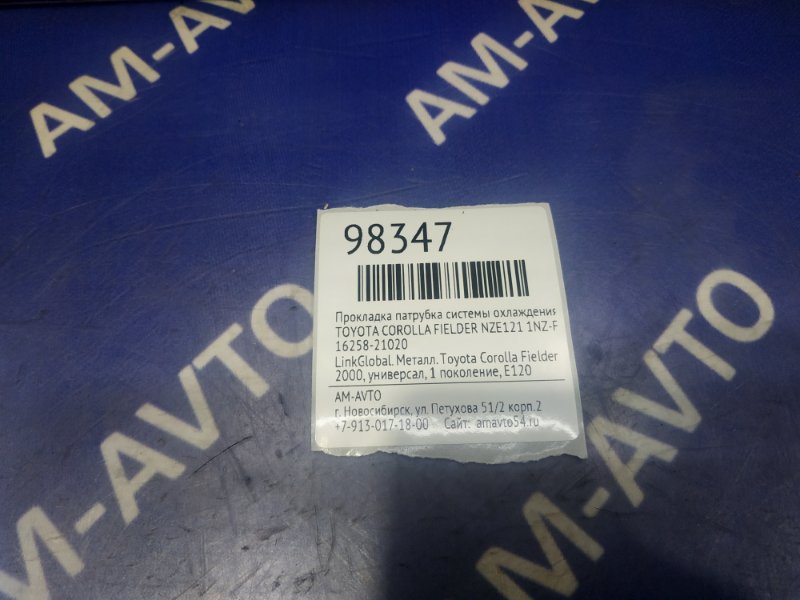 AM-AVTO
AM-AVTO
98347
Прокладка патрубка системы охлаждения
TOYOTA COROLLA FIELDER NZE121 1NZ-F
16258-21020
LinkGlobal. Металл. Toyota Corolla Fielder
2000, универсал, 1 поколение, E120
AM-AVTO
г. Новосибирск, ул. Петухова 51/2 корп.2
+7-913-017-18-00 Сайт: amavto54.ru
AM-AVTO
M-AVTO